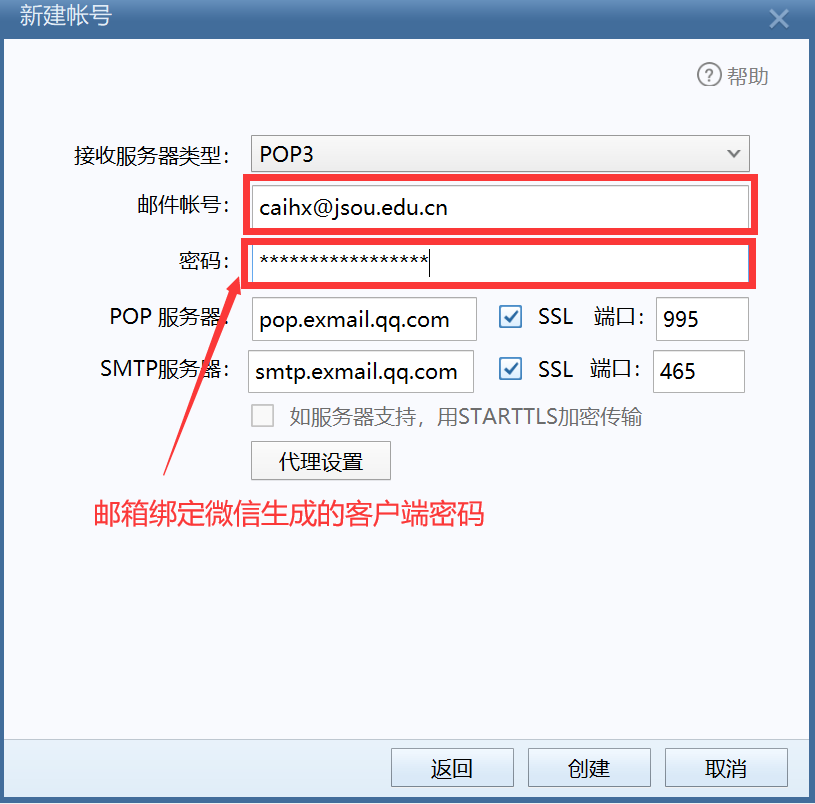 新建帐号
? 帮助
接收服务器类型： POP3
邮件帐号： caihx@jsou.edu.cn
密码： *****************
POP 服务器： pop.exmail.qq.com SSL 端口： 995
SMTP服务器： smtp.exmail.qq.com SSL 端口： 465
如服务器支持，用STARTTLS加密传输
代理设置
邮箱绑定微信生成的客户端密码
返回 创建 取消